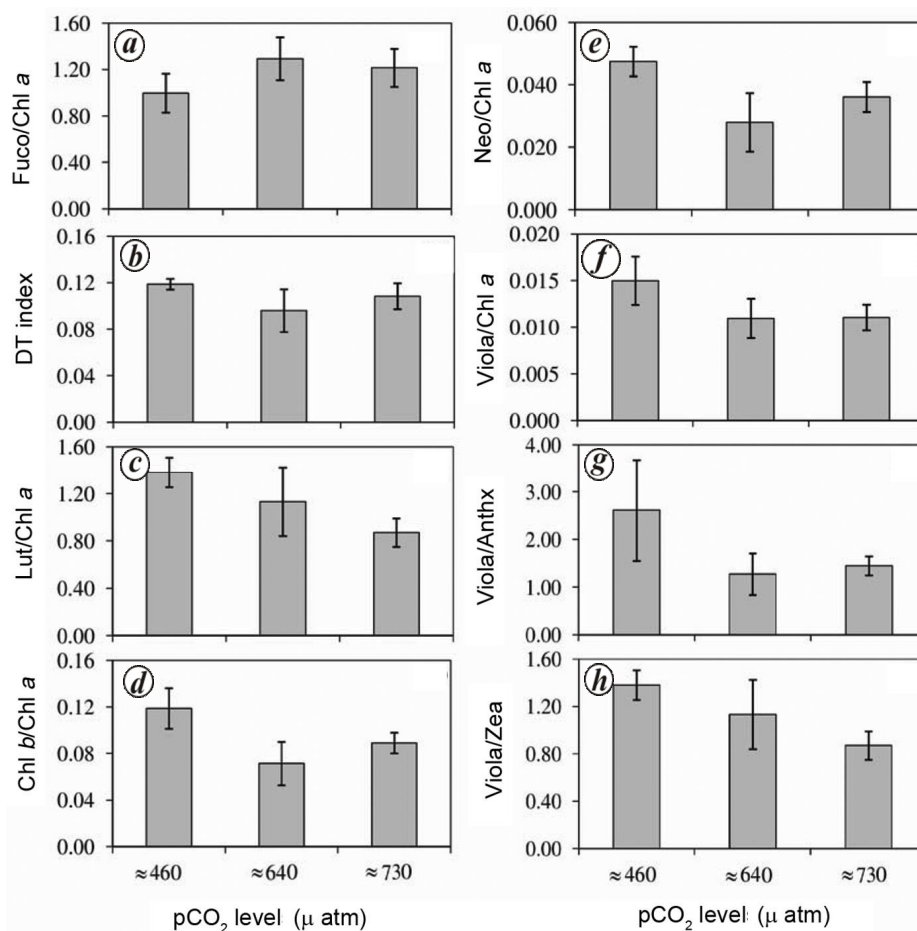 a
Fuco/Chl a
1.60
1.20
0.80
0.40
0.00
b
DT index
0.16
0.12
0.08
0.04
0.00
c
Lut/Chl a
1.60
1.20
0.80
0.40
0.00
d
Chl b/Chl a
0.16
0.12
0.08
0.04
0.00
≈460 ≈640 ≈730
pCO₂ level (μ atm)
e
Neo/Chl a
0.060
0.040
0.020
0.000
f
Viola/Chl a
0.020
0.015
0.010
0.005
0.000
g
Viola/Anthx
4.00
3.00
2.00
1.00
0.00
h
Viola/Zea
1.60
1.20
0.80
0.40
0.00
≈460 ≈640 ≈730
pCO₂ level (μ atm)